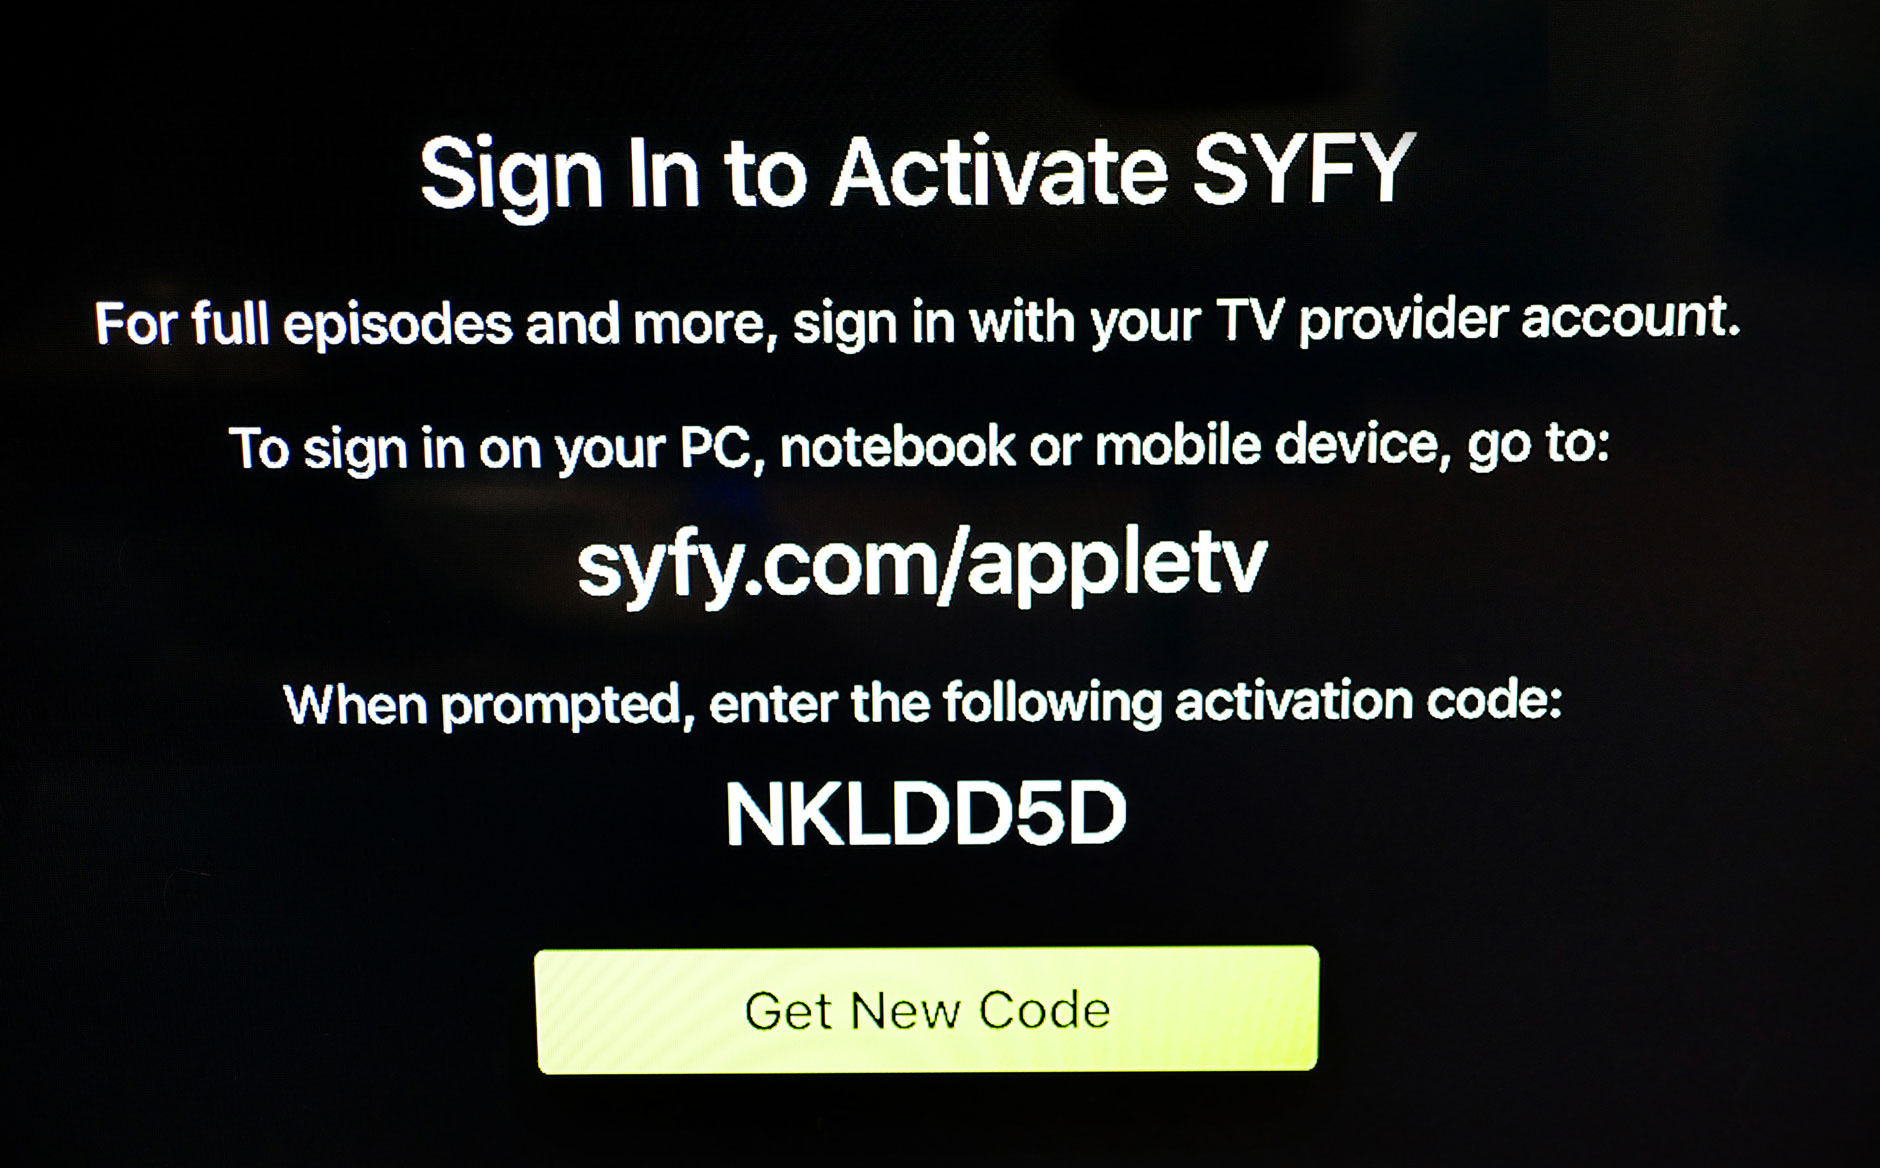 Sign In to Activate SYFY
For full episodes and more, sign in with your TV provider account.
To sign in on your PC, notebook or mobile device, go to:
syfy.com/appletv
When prompted, enter the following activation code:
NKLDD5D
Get New Code